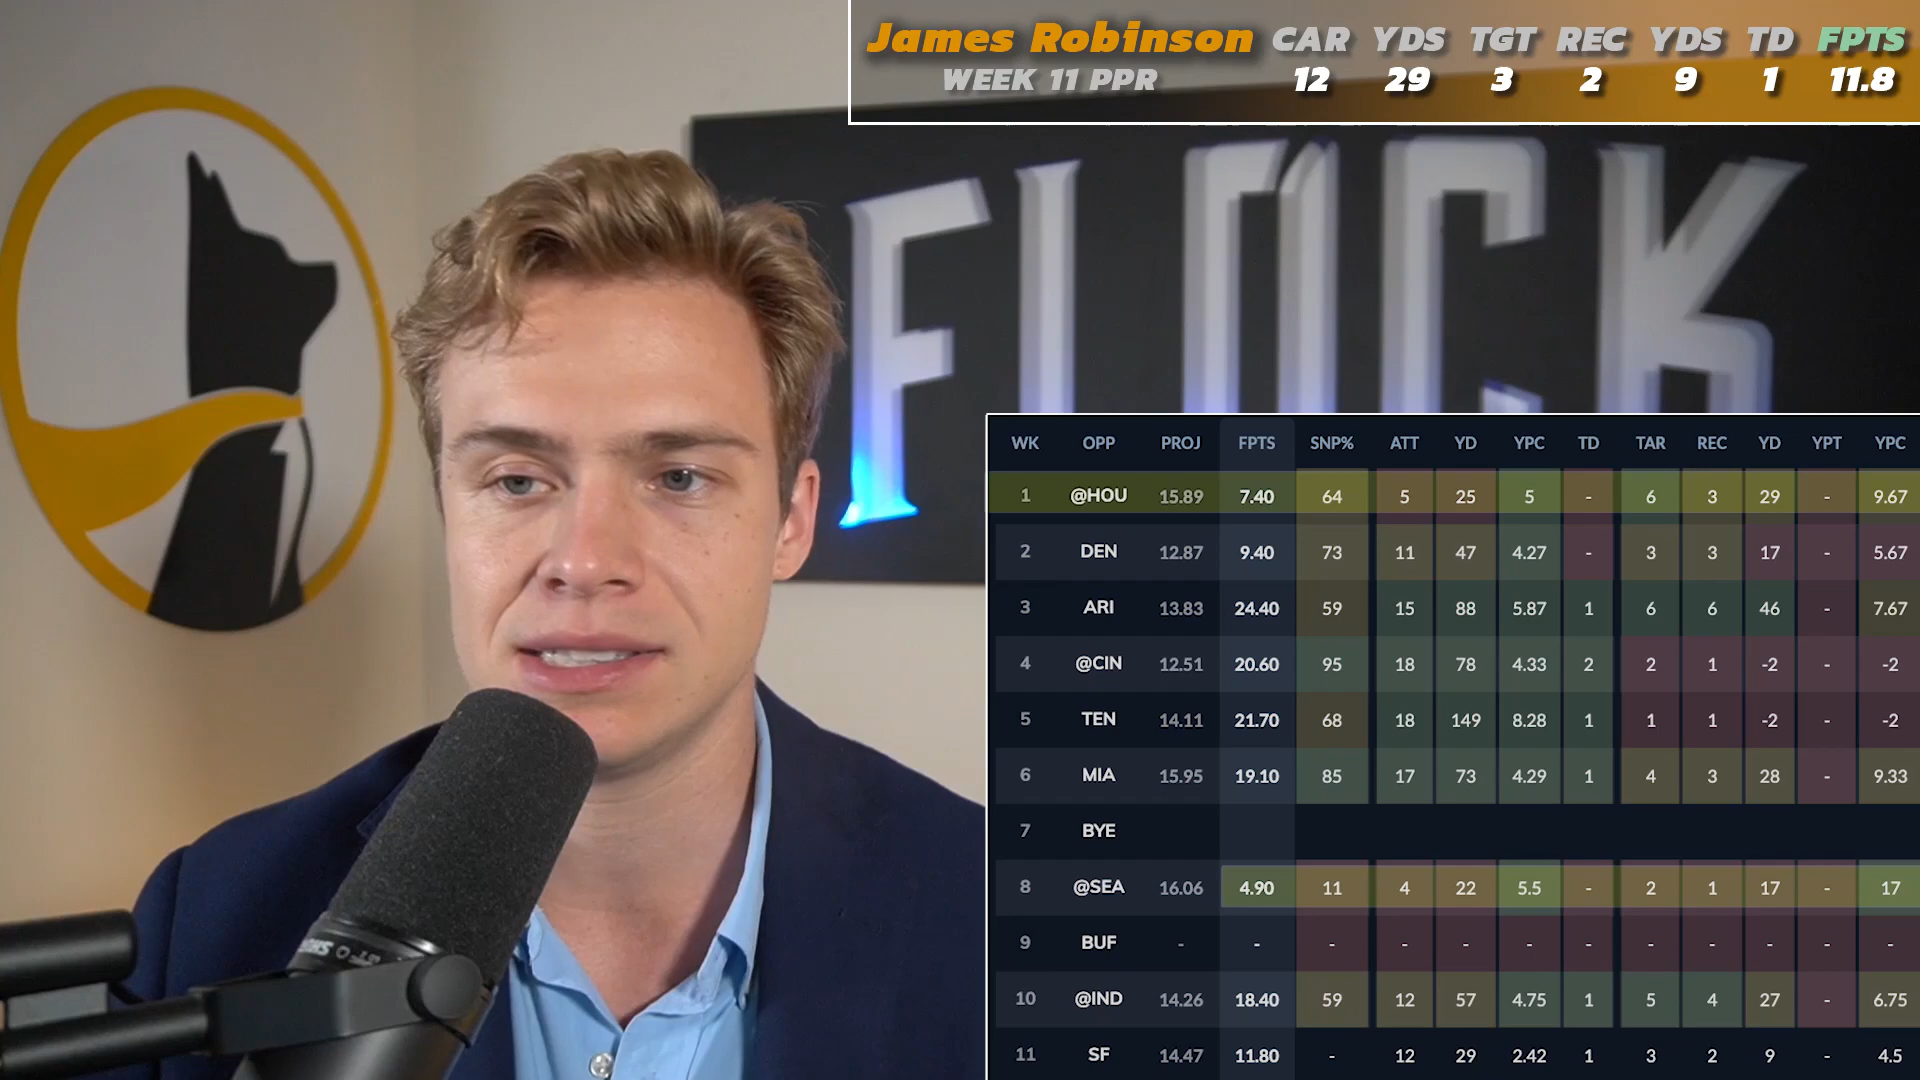 James Robinson CAR YDS TGT REC YDS TD FPTS
WEEK 11 PPR 12 29 3 2 9 1 11.8
FLOCK
WK OPP PROJ FPTS SNP% ATT YD YPC TD TAR REC YD YPT YPC
1 @HOU 15.89 7.40 64 5 25 5 - 6 3 29 - 9.67
2 DEN 12.87 9.40 73 11 47 4.27 - 3 3 17 - 5.67
3 ARI 13.83 24.40 59 15 88 5.87 1 6 6 46 - 7.67
4 @CIN 12.51 20.60 95 18 78 4.33 2 2 1 -2 - -2
5 TEN 14.11 21.70 68 18 149 8.28 1 1 1 -2 - -2
6 MIA 15.95 19.10 85 17 73 4.29 1 4 3 28 - 9.33
7 BYE
8 @SEA 16.06 4.90 11 4 22 5.5 - 2 1 17 - 17
9 BUF - - - - - - - - - - - -
10 @IND 14.26 18.40 59 12 57 4.75 1 5 4 27 - 6.75
11 SF 14.47 11.80 - 12 29 2.42 1 3 2 9 - 4.5